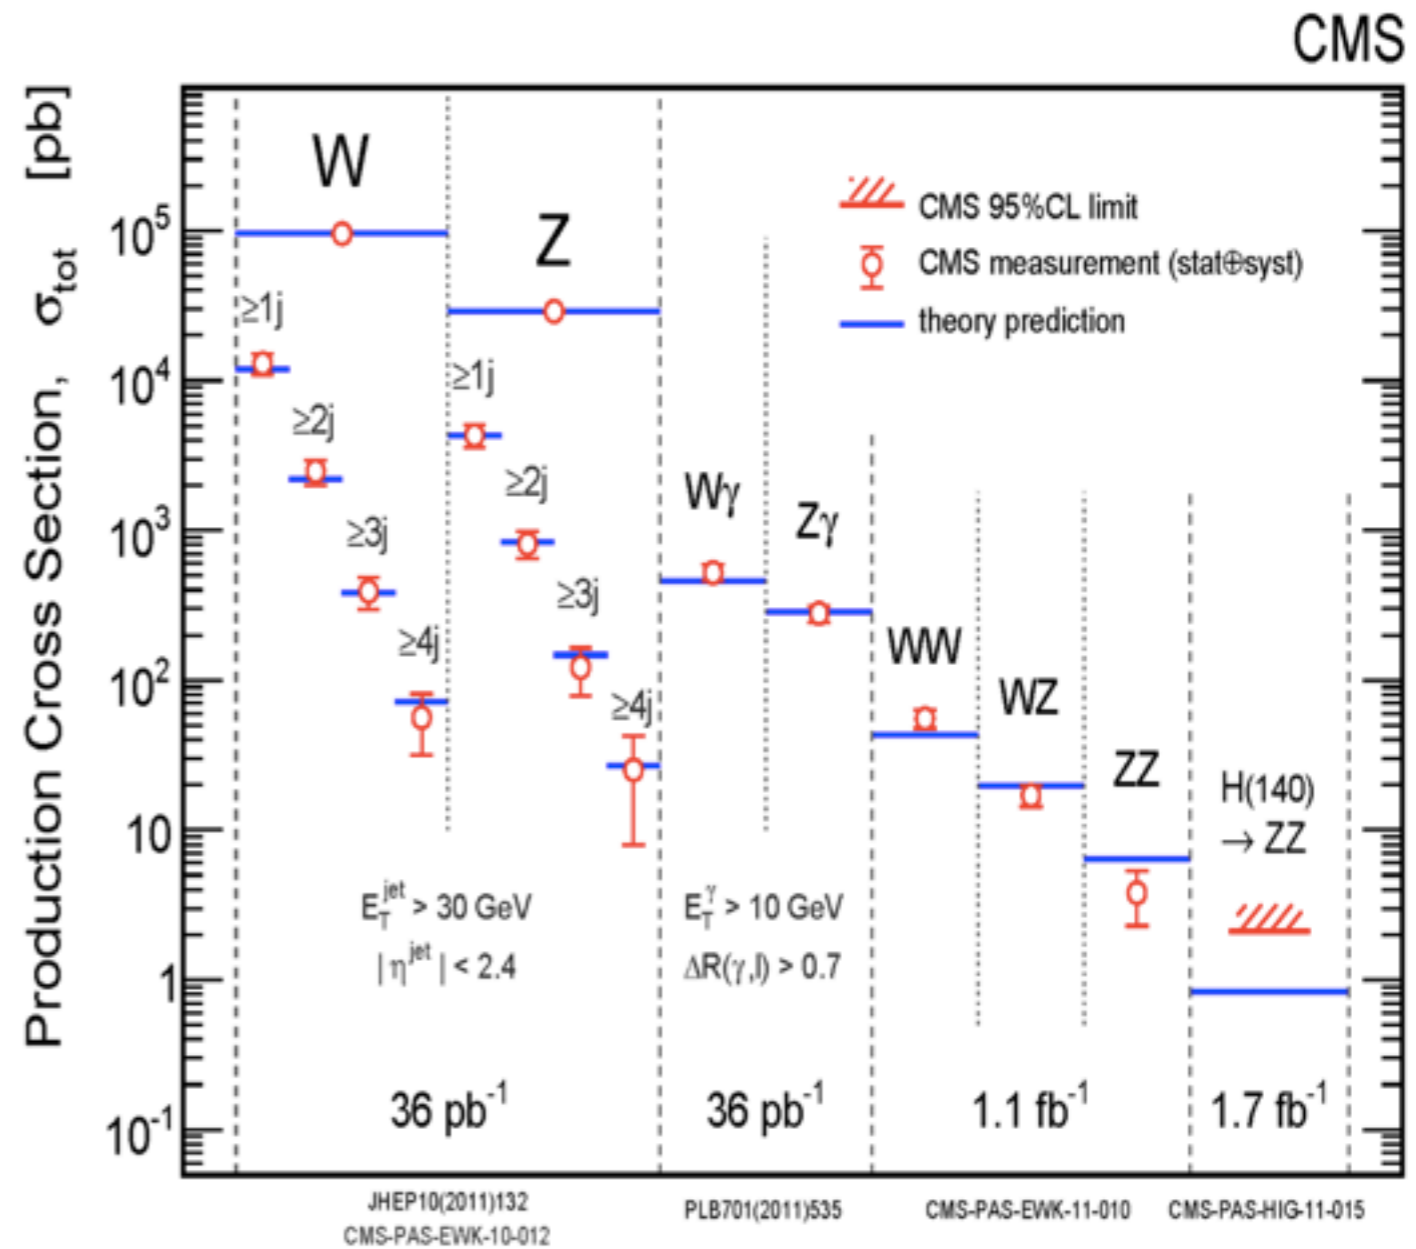 CMS
Production Cross Section, σ_tot [pb]
10^5
10^4
10^3
10^2
10
1
10^-1
W
Z
≥1j
≥2j
≥3j
≥4j
≥1j
≥2j
≥3j
≥4j
CMS 95%CL limit
CMS measurement (stat⊕syst)
theory prediction
Wγ
Zγ
WW
WZ
ZZ
H(140)
→ ZZ
E_T^jet > 30 GeV
| η^jet | < 2.4
E_T^γ > 10 GeV
ΔR(γ,l) > 0.7
36 pb^-1
36 pb^-1
1.1 fb^-1
1.7 fb^-1
JHEP10(2011)132
CMS-PAS-EWK-10-012
PLB701(2011)535
CMS-PAS-EWK-11-010
CMS-PAS-HIG-11-015